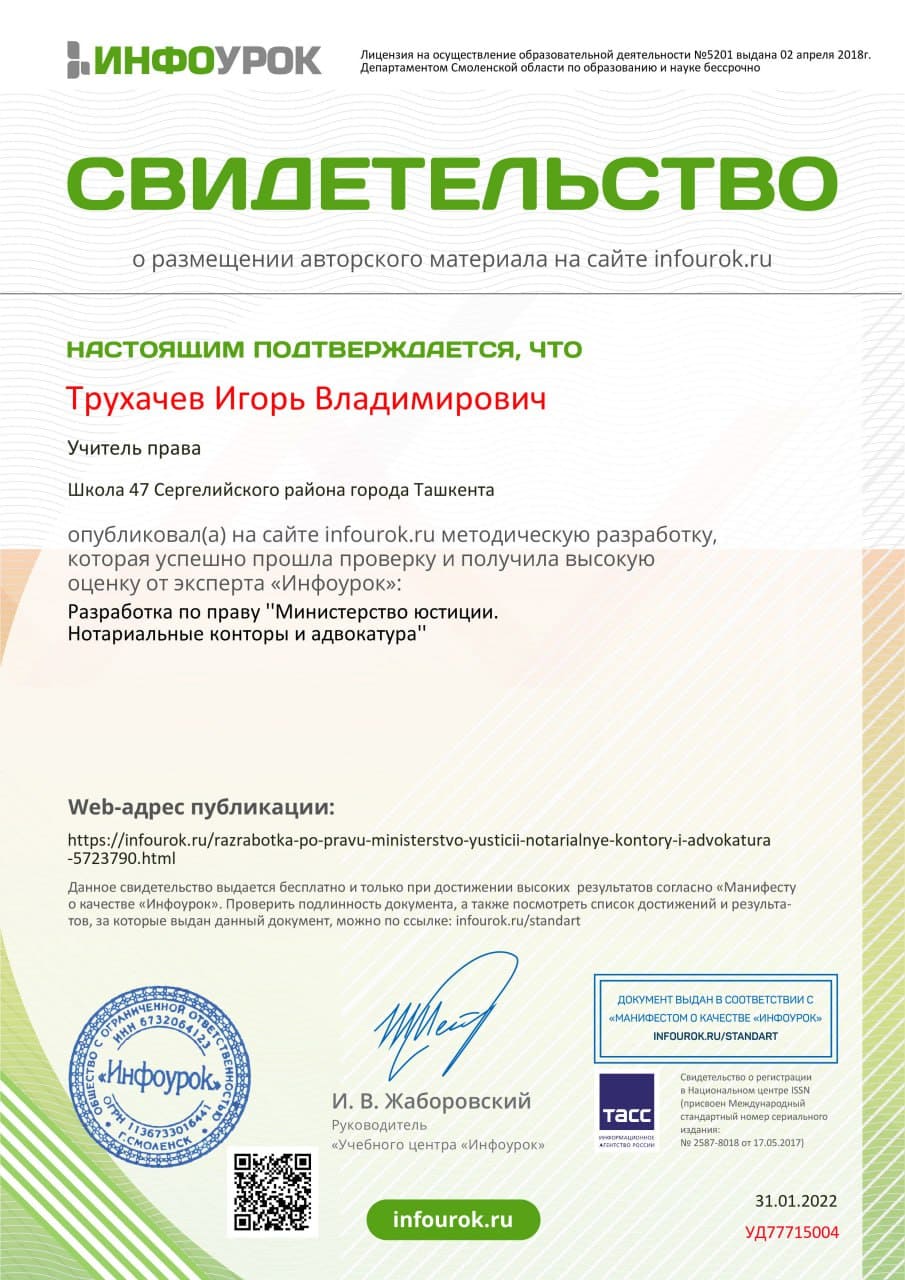 ИНФОУРОК
Лицензия на осуществление образовательной деятельности №5201 выдана 02 апреля 2018г.
Департаментом Смоленской области по образованию и науке бессрочно
СВИДЕТЕЛЬСТВО
о размещении авторского материала на сайте infourok.ru
НАСТОЯЩИМ ПОДТВЕРЖДАЕТСЯ, ЧТО
Трухачев Игорь Владимирович
Учитель права
Школа 47 Сергелийского района города Ташкента
опубликовал(а) на сайте infourok.ru методическую разработку,
которая успешно прошла проверку и получила высокую
оценку от эксперта «Инфоурок»:
Разработка по праву "Министерство юстиции.
Нотариальные конторы и адвокатура"
Web-адрес публикации:
https://infourok.ru/razrabotka-po-pravu-ministerstvo-yusticii-notarialnye-kontory-i-advokatura
-5723790.html
Данное свидетельство выдается бесплатно и только при достижении высоких результатов согласно «Манифесту
о качестве «Инфоурок». Проверить подлинность документа, а также посмотреть список достижений и результа-
тов, за которые выдан данный документ, можно по ссылке: infourok.ru/standart
ОБЩЕСТВО С ОГРАНИЧЕННОЙ ОТВЕТСТВЕННОСТЬЮ
ИНН 6732064123
«Инфоурок»
ОГРН 1136733016441
Г.СМОЛЕНСК
И. В. Жаборовский
Руководитель
«Учебного центра «Инфоурок»
ДОКУМЕНТ ВЫДАН В СООТВЕТСТВИИ С
«МАНИФЕСТОМ О КАЧЕСТВЕ «ИНФОУРОК»
INFOUROK.RU/STANDART
ТАСС
ИНФОРМАЦИОННОЕ
АГЕНТСТВО РОССИИ
Свидетельство о регистрации
в Национальном центре ISSN
(присвоен Международный
стандартный номер сериального
издания:
№ 2587-8018 от 17.05.2017)
infourok.ru
31.01.2022
УД77715004